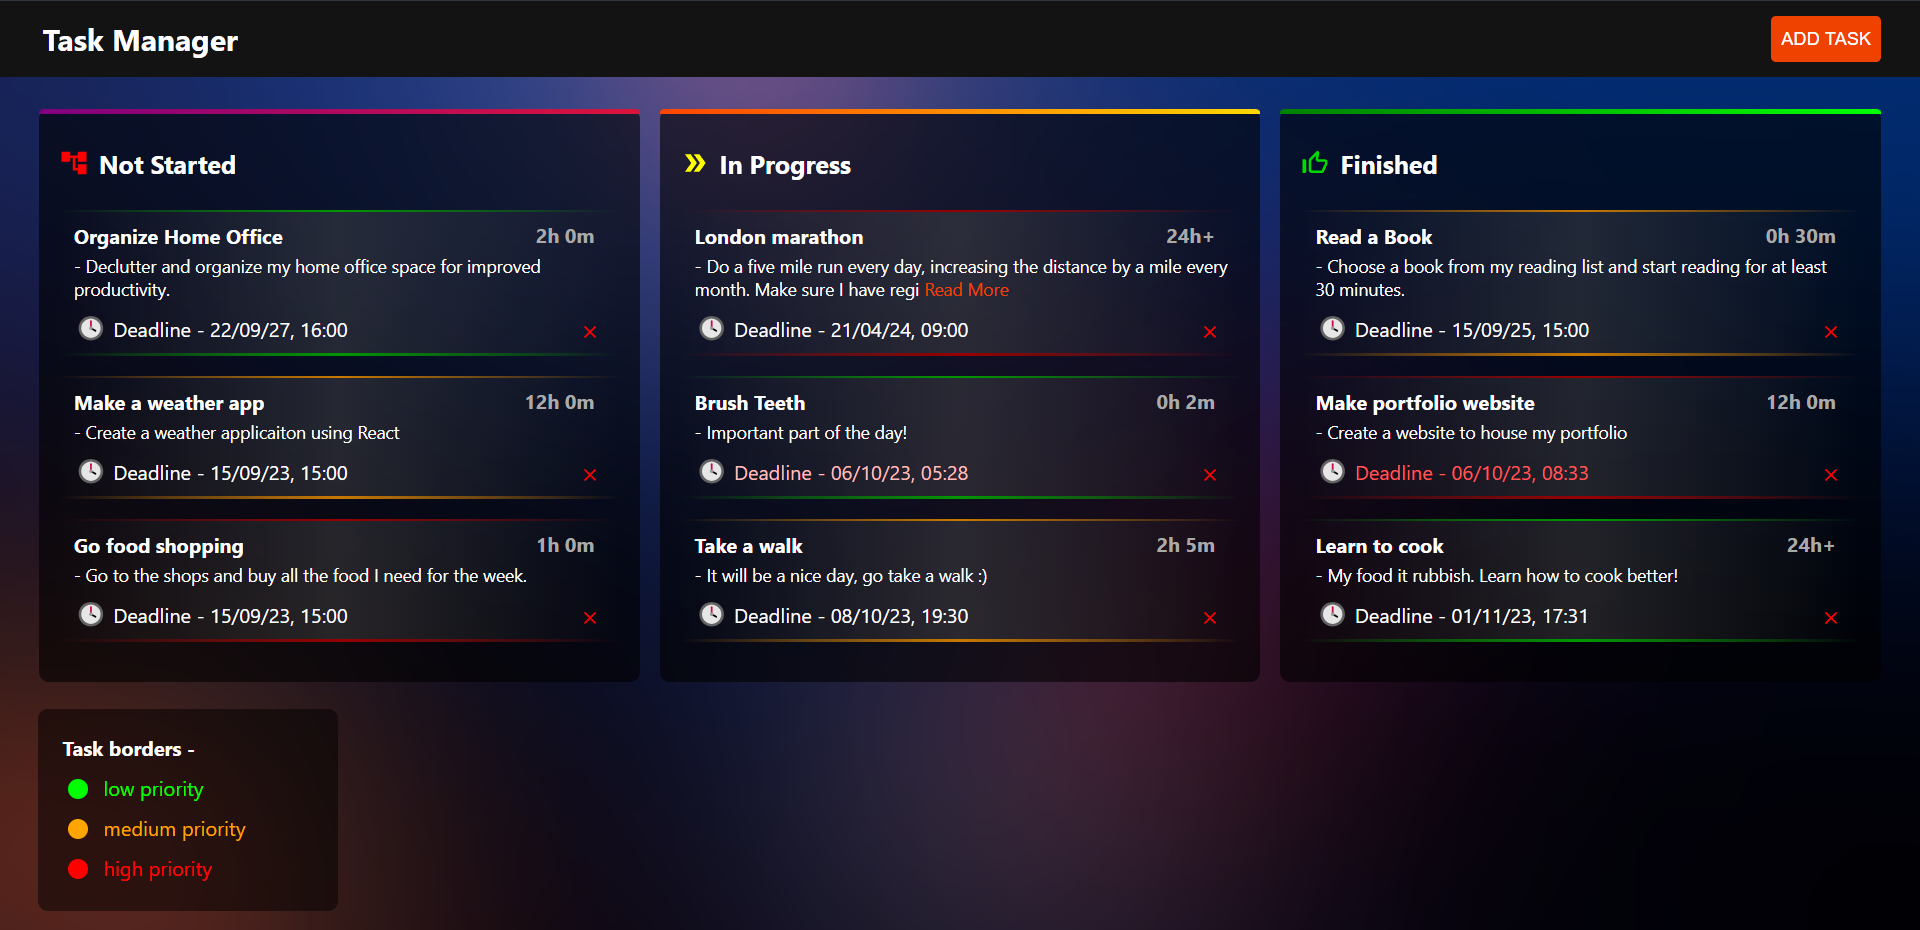 Task Manager
ADD TASK
Not Started
Organize Home Office
2h 0m
- Declutter and organize my home office space for improved
productivity.
Deadline - 22/09/27, 16:00
Make a weather app
12h 0m
- Create a weather applicaiton using React
Deadline - 15/09/23, 15:00
Go food shopping
1h 0m
- Go to the shops and buy all the food I need for the week.
Deadline - 15/09/23, 15:00
In Progress
London marathon
24h+
- Do a five mile run every day, increasing the distance by a mile every
month. Make sure I have regi Read More
Deadline - 21/04/24, 09:00
Brush Teeth
0h 2m
- Important part of the day!
Deadline - 06/10/23, 05:28
Take a walk
2h 5m
- It will be a nice day, go take a walk :)
Deadline - 08/10/23, 19:30
Finished
Read a Book
0h 30m
- Choose a book from my reading list and start reading for at least
30 minutes.
Deadline - 15/09/25, 15:00
Make portfolio website
12h 0m
- Create a website to house my portfolio
Deadline - 06/10/23, 08:33
Learn to cook
24h+
- My food it rubbish. Learn how to cook better!
Deadline - 01/11/23, 17:31
Task borders -
low priority
medium priority
high priority